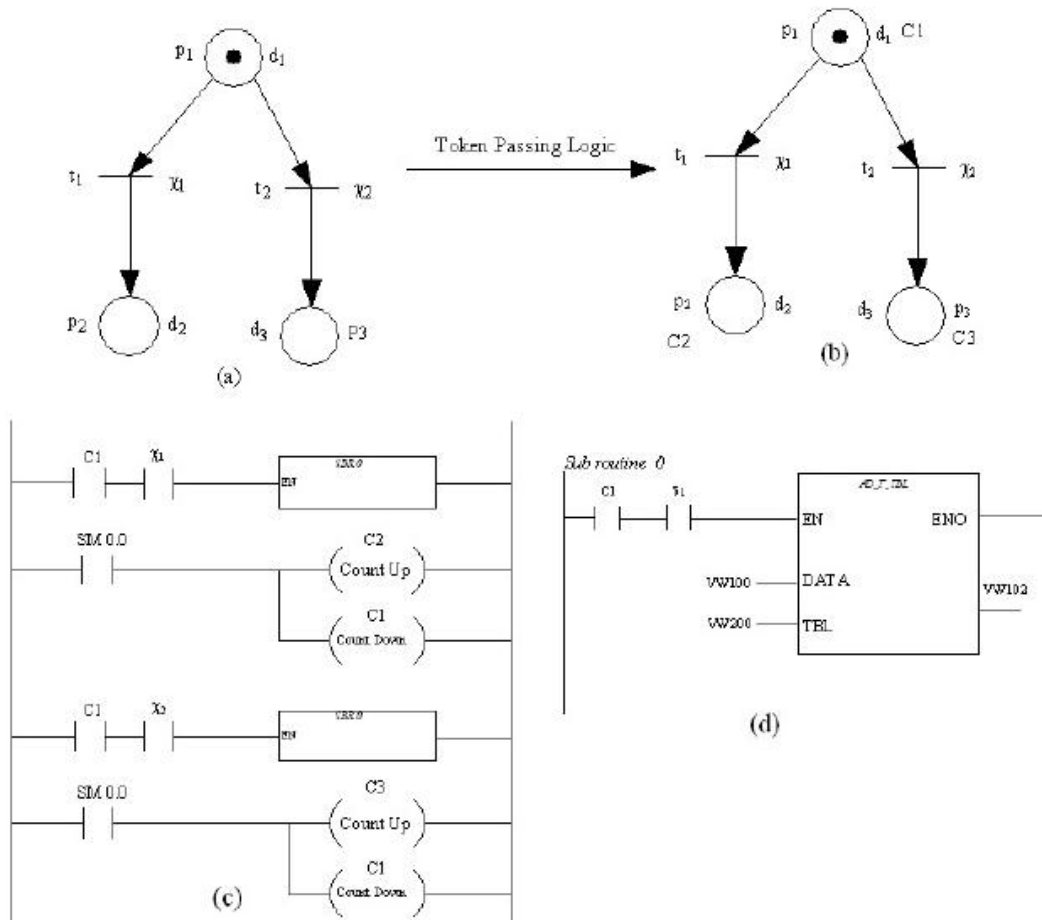 p₁ d₁
t₁ χ₁
t₂ χ₂
p₂ d₂
d₃ P3
(a)
Token Passing Logic
p₁ d₁ C1
t₁ χ₁
t₂ χ₂
p₂ d₂
C2
d₃ p₃
C3
(b)
C1 χ₁
EN
SM 0.0
C2
Count Up
C1
Count Down
C1 χ₂
EN
SM 0.0
C3
Count Up
C1
Count Down
(c)
Sub routine 0
C1
AD_T_TBL
EN ENO
VW100 DATA
VW102
VW200 TBL
(d)